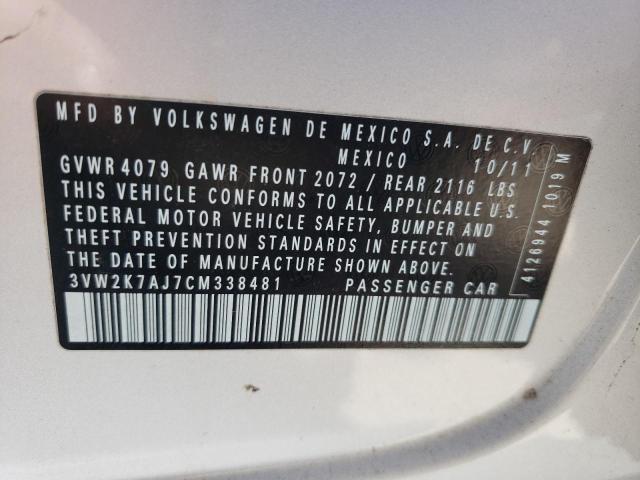 MFD BY VOLKSWAGEN DE MEXICO S.A. DE C.V.
MEXICO 10/11
GVWR 4079 GAWR FRONT 2072 / REAR 2116 LBS
THIS VEHICLE CONFORMS TO ALL APPLICABLE U.S.
FEDERAL MOTOR VEHICLE SAFETY, BUMPER AND
THEFT PREVENTION STANDARDS IN EFFECT ON
THE DATE OF MANUFACTURE SHOWN ABOVE.
3VW2K7AJ7CM338481 PASSENGER CAR
4126944 1019 M